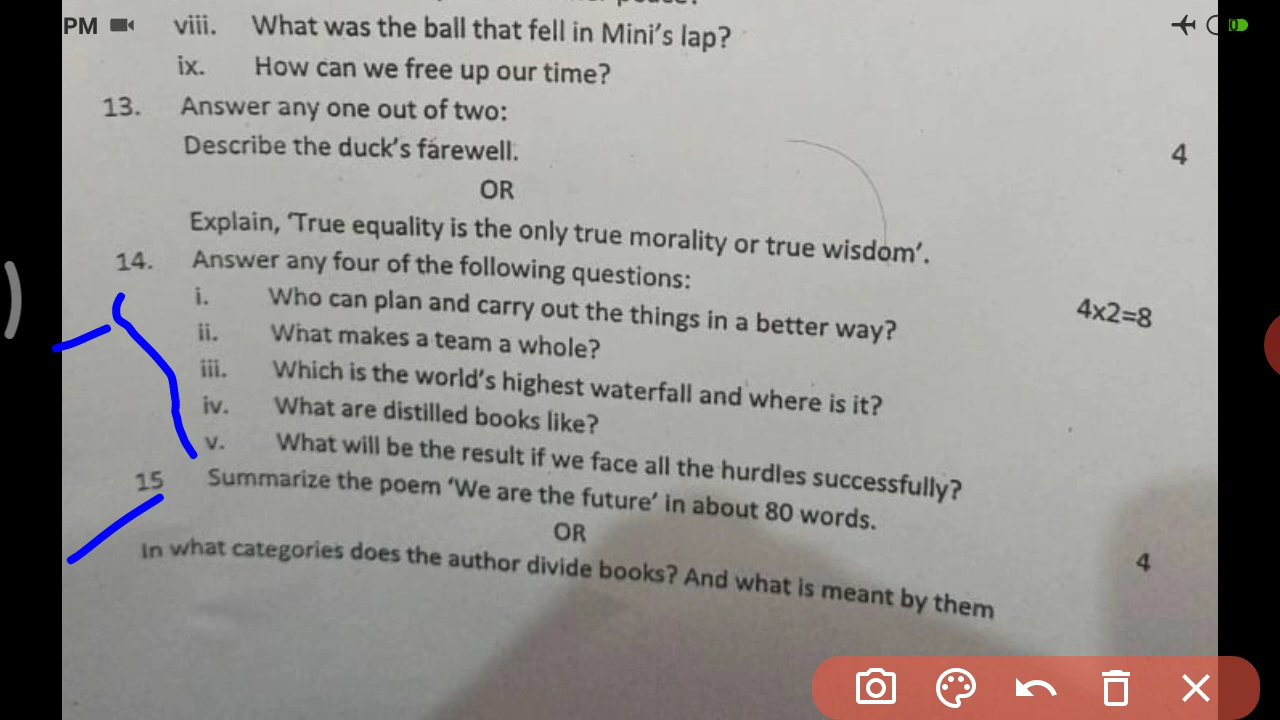 PM
viii. What was the ball that fell in Mini's lap?
ix. How can we free up our time?
13. Answer any one out of two:
Describe the duck's farewell. 4
OR
Explain, 'True equality is the only true morality or true wisdom'.
14. Answer any four of the following questions: 4x2=8
i. Who can plan and carry out the things in a better way?
ii. What makes a team a whole?
iii. Which is the world's highest waterfall and where is it?
iv. What are distilled books like?
v. What will be the result if we face all the hurdles successfully?
15 Summarize the poem 'We are the future' in about 80 words.
OR 4
In what categories does the author divide books? And what is meant by them